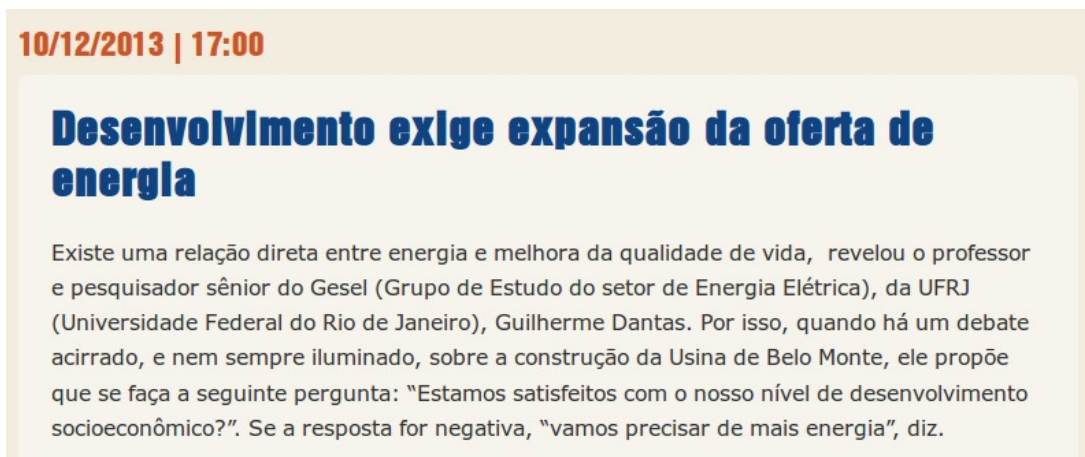 10/12/2013 | 17:00
Desenvolvimento exige expansão da oferta de
energia
Existe uma relação direta entre energia e melhora da qualidade de vida, revelou o professor
e pesquisador sênior do Gesel (Grupo de Estudo do setor de Energia Elétrica), da UFRJ
(Universidade Federal do Rio de Janeiro), Guilherme Dantas. Por isso, quando há um debate
acirrado, e nem sempre iluminado, sobre a construção da Usina de Belo Monte, ele propõe
que se faça a seguinte pergunta: “Estamos satisfeitos com o nosso nível de desenvolvimento
socioeconômico?”. Se a resposta for negativa, “vamos precisar de mais energia”, diz.